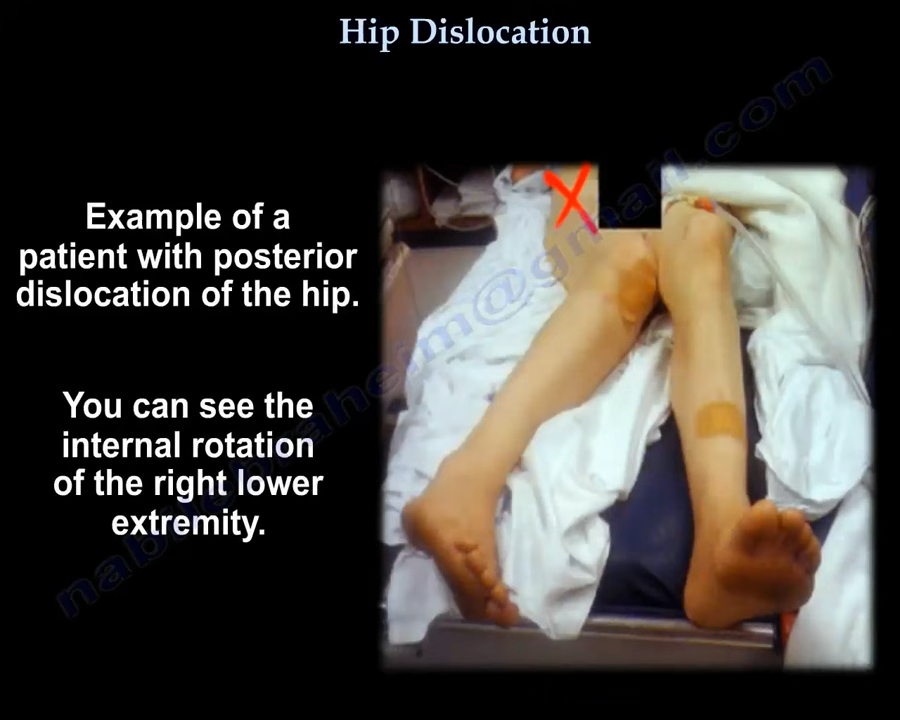 Hip Dislocation
Example of a
patient with posterior
dislocation of the hip.
You can see the
internal rotation
of the right lower
extremity.
X